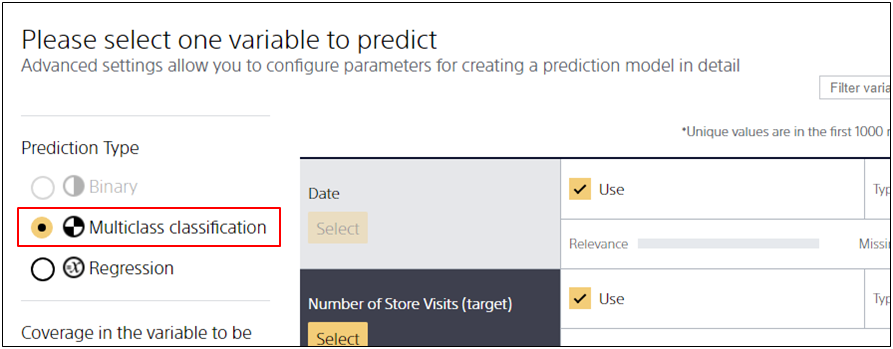 Please select one variable to predict
Advanced settings allow you to configure parameters for creating a prediction model in detail
Filter varia
*Unique values are in the first 1000 r
Prediction Type
Binary
Multiclass classification
Regression
Coverage in the variable to be
Date
Select
Use
Typ
Relevance
Missin
Number of Store Visits (target)
Select
Use
Typ